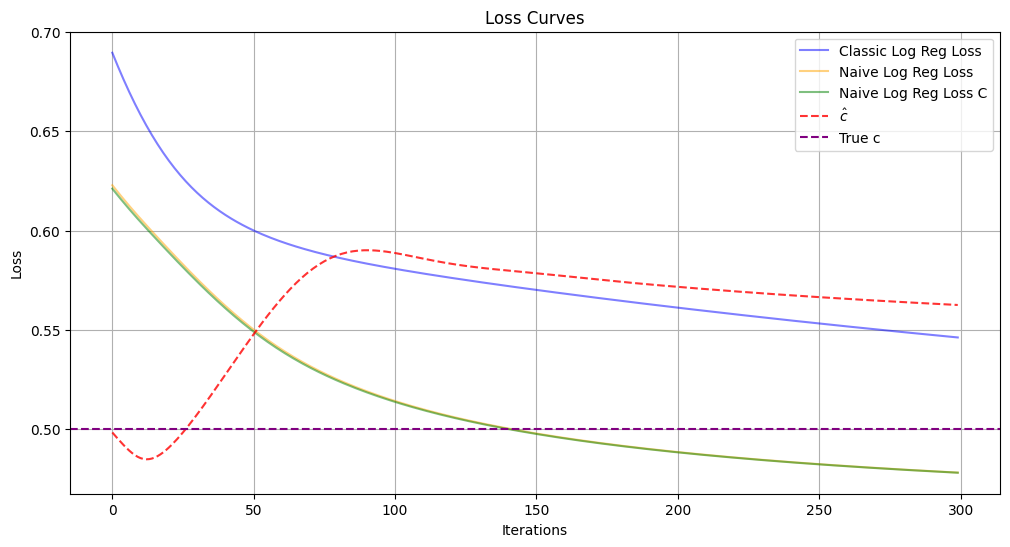 Loss Curves
Loss
0.70
0.65
0.60
0.55
0.50
Classic Log Reg Loss
Naive Log Reg Loss
Naive Log Reg Loss C
ĉ
True c
0
50
100
150
200
250
300
Iterations